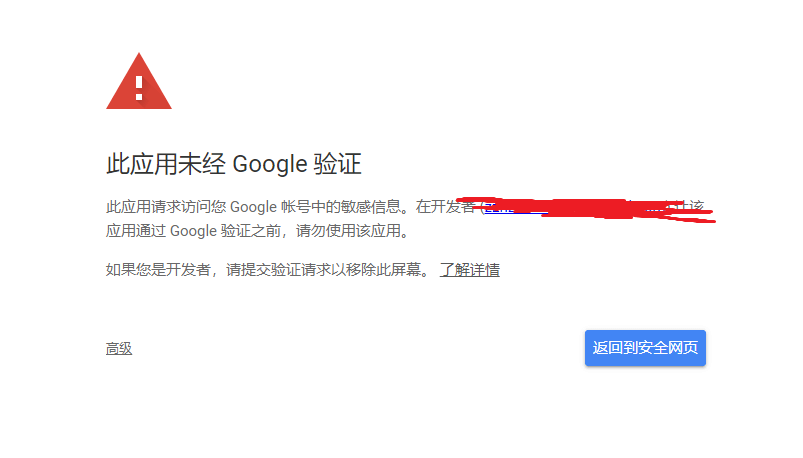 此应用未经 Google 验证
此应用请求访问您 Google 帐号中的敏感信息。在开发者 ( 让该
应用通过 Google 验证之前，请勿使用该应用。
如果您是开发者，请提交验证请求以移除此屏幕。 了解详情
高级
返回到安全网页